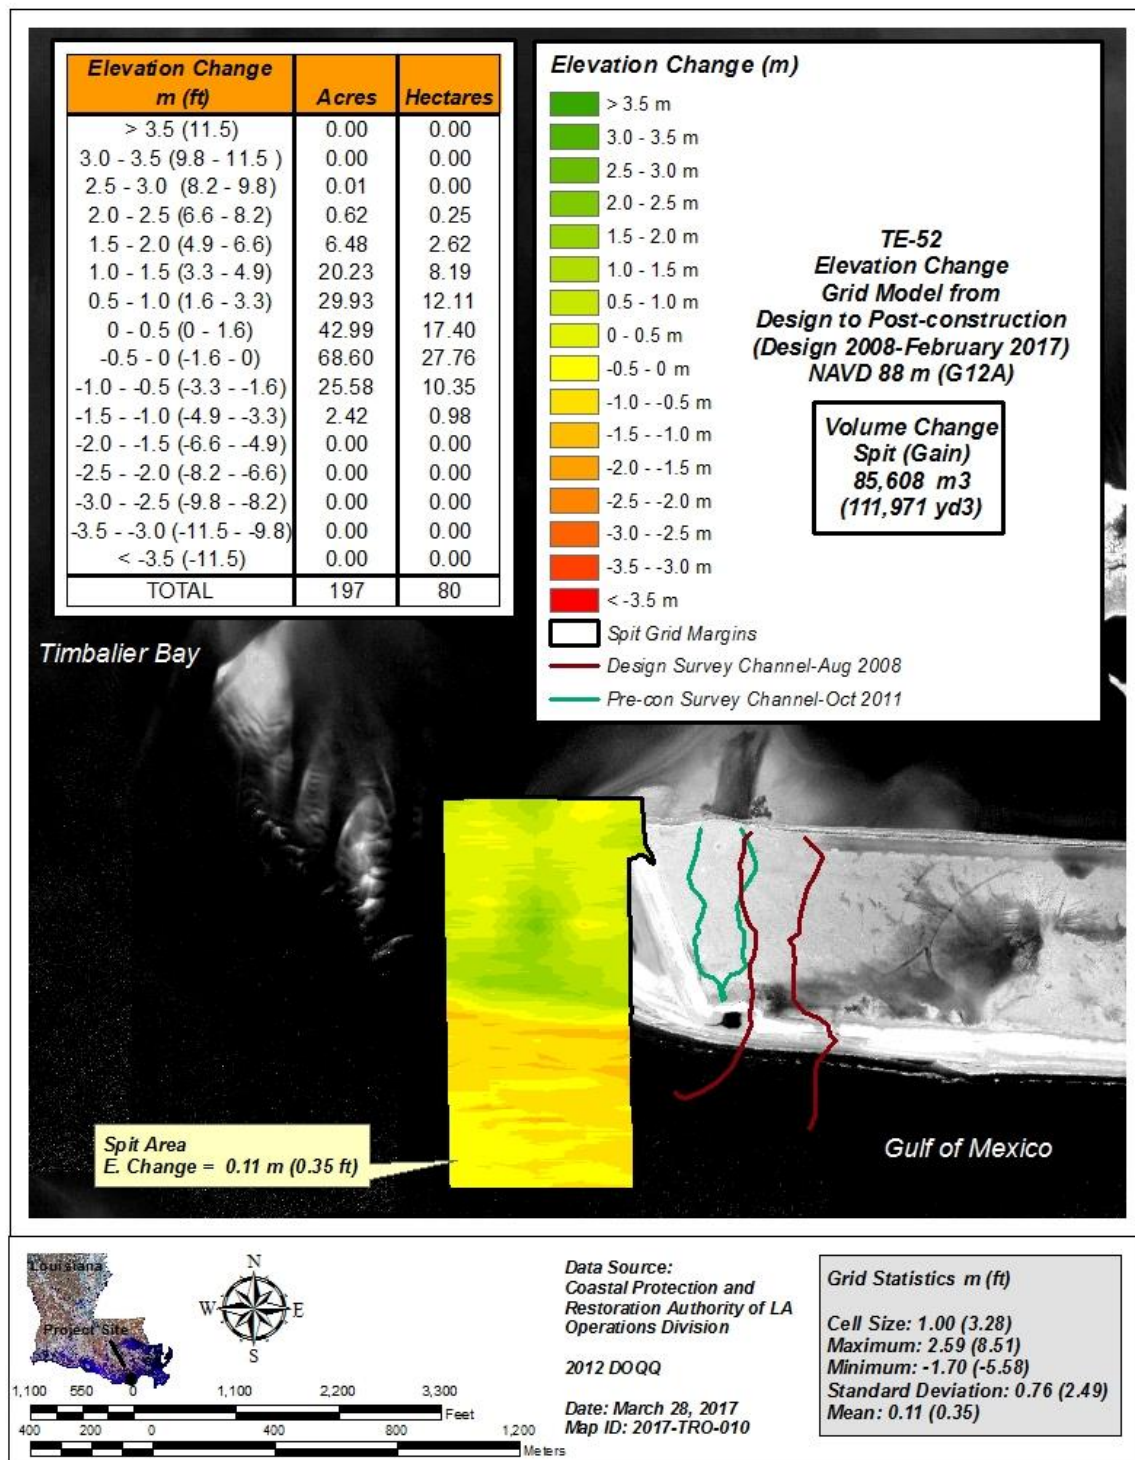 Elevation Change
m (ft) Acres Hectares
> 3.5 (11.5) 0.00 0.00
3.0 - 3.5 (9.8 - 11.5 ) 0.00 0.00
2.5 - 3.0 (8.2 - 9.8) 0.01 0.00
2.0 - 2.5 (6.6 - 8.2) 0.62 0.25
1.5 - 2.0 (4.9 - 6.6) 6.48 2.62
1.0 - 1.5 (3.3 - 4.9) 20.23 8.19
0.5 - 1.0 (1.6 - 3.3) 29.93 12.11
0 - 0.5 (0 - 1.6) 42.99 17.40
-0.5 - 0 (-1.6 - 0) 68.60 27.76
-1.0 - -0.5 (-3.3 - -1.6) 25.58 10.35
-1.5 - -1.0 (-4.9 - -3.3) 2.42 0.98
-2.0 - -1.5 (-6.6 - -4.9) 0.00 0.00
-2.5 - -2.0 (-8.2 - -6.6) 0.00 0.00
-3.0 - -2.5 (-9.8 - -8.2) 0.00 0.00
-3.5 - -3.0 (-11.5 - -9.8) 0.00 0.00
< -3.5 (-11.5) 0.00 0.00
TOTAL 197 80
Elevation Change (m)
> 3.5 m
3.0 - 3.5 m
2.5 - 3.0 m
2.0 - 2.5 m
1.5 - 2.0 m
1.0 - 1.5 m
0.5 - 1.0 m
0 - 0.5 m
-0.5 - 0 m
-1.0 - -0.5 m
-1.5 - -1.0 m
-2.0 - -1.5 m
-2.5 - -2.0 m
-3.0 - -2.5 m
-3.5 - -3.0 m
< -3.5 m
Spit Grid Margins
Design Survey Channel-Aug 2008
Pre-con Survey Channel-Oct 2011
TE-52
Elevation Change
Grid Model from
Design to Post-construction
(Design 2008-February 2017)
NAVD 88 m (G12A)
Volume Change
Spit (Gain)
85,608 m3
(111,971 yd3)
Timbalier Bay
Spit Area
E. Change = 0.11 m (0.35 ft)
Gulf of Mexico
Louisiana
Project Site
N
W
E
S
1,100 550 0 1,100 2,200 3,300
Feet
400 200 0 400 800 1,200
Meters
Data Source:
Coastal Protection and
Restoration Authority of LA
Operations Division
2012 DOQQ
Date: March 28, 2017
Map ID: 2017-TRO-010
Grid Statistics m (ft)
Cell Size: 1.00 (3.28)
Maximum: 2.59 (8.51)
Minimum: -1.70 (-5.58)
Standard Deviation: 0.76 (2.49)
Mean: 0.11 (0.35)